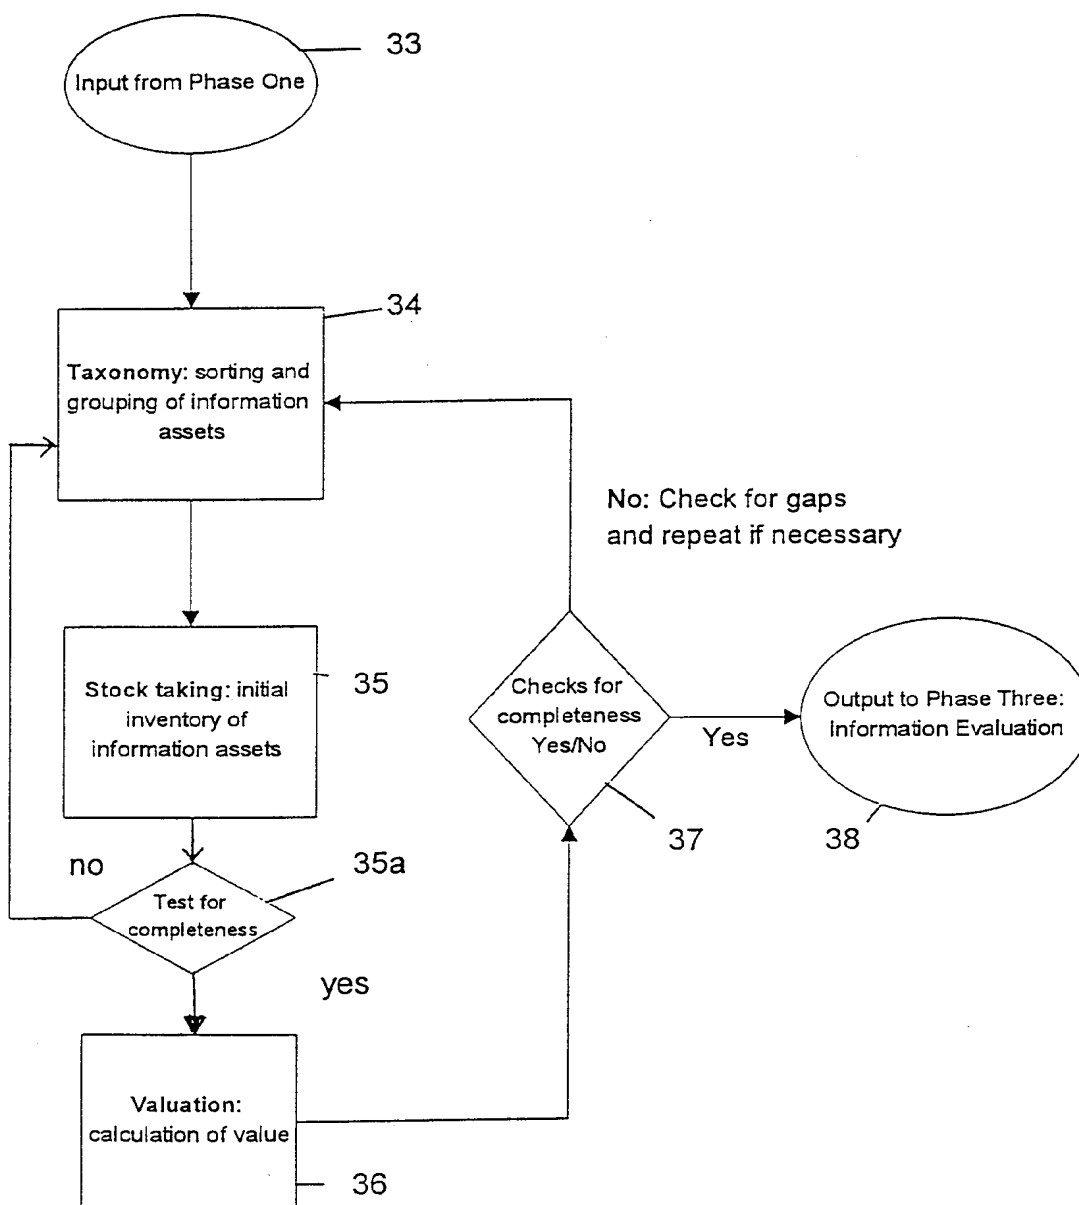 33
Input from Phase One
34
Taxonomy: sorting and
grouping of information
assets
No: Check for gaps
and repeat if necessary
Stock taking: initial
inventory of
information assets
35
Checks for
completeness
Yes/No
Yes
Output to Phase Three:
Information Evaluation
37
38
no
35a
Test for
completeness
yes
Valuation:
calculation of value
36